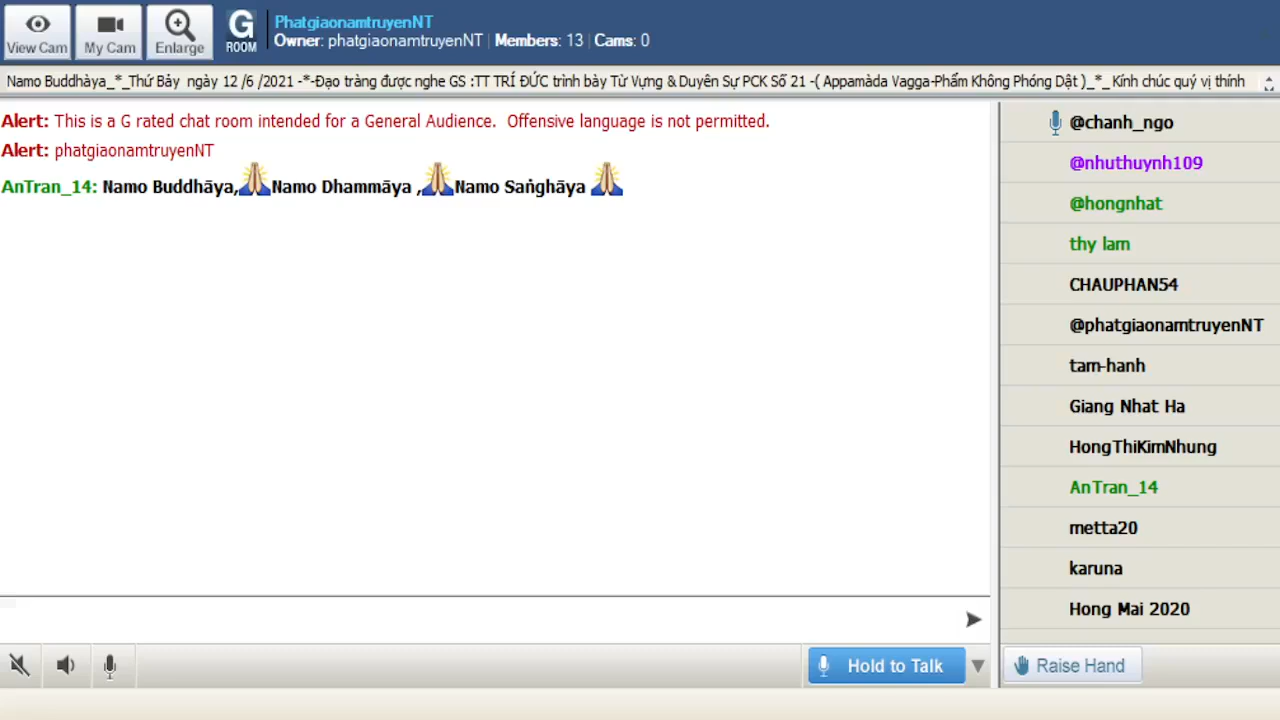 View Cam
My Cam
Enlarge
G
ROOM
PhatgiaonamtruyenNT
Owner: phatgiaonamtruyenNT | Members: 13 | Cams: 0
Namo Buddhàya_*_Thứ Bảy ngày 12 /6 /2021 -*-Đạo tràng được nghe GS :TT TRÍ ĐỨC trình bày Từ Vựng & Duyên Sự PCK Số 21 -( Appamàda Vagga-Phẩm Không Phóng Dật )_*_ Kính chúc quý vị thính
Alert: This is a G rated chat room intended for a General Audience. Offensive language is not permitted.
Alert: phatgiaonamtruyenNT
AnTran_14: Namo Buddhāya,🙏Namo Dhammāya ,🙏Namo Saṅghāya 🙏
@chanh_ngo
@nhuthuynh109
@hongnhat
thy lam
CHAUPHAN54
@phatgiaonamtruyenNT
tam-hanh
Giang Nhat Ha
HongThiKimNhung
AnTran_14
metta20
karuna
Hong Mai 2020
Hold to Talk
Raise Hand